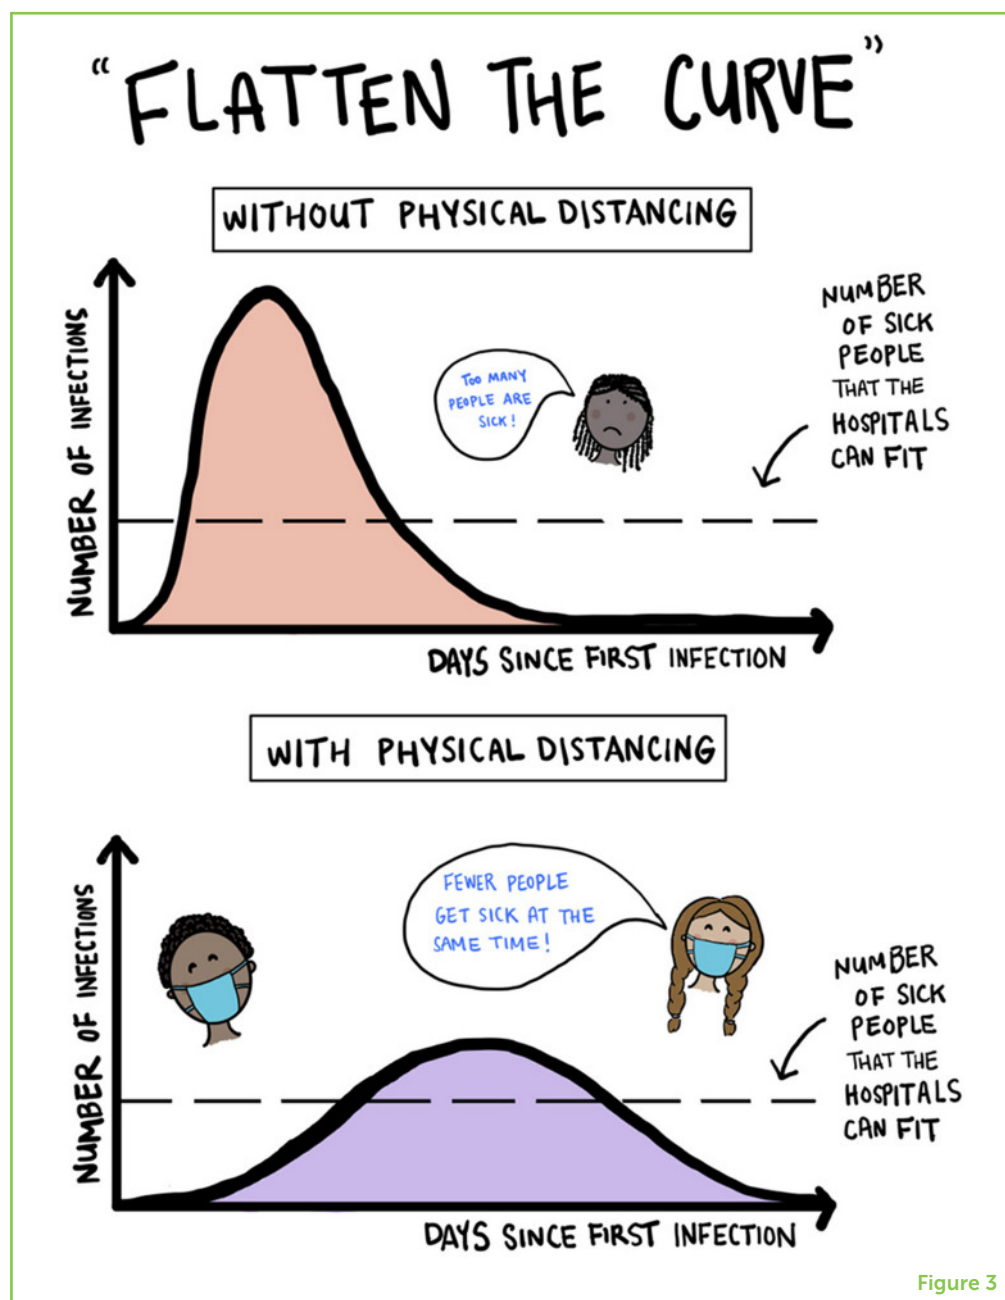 “FLATTEN THE CURVE”
WITHOUT PHYSICAL DISTANCING
NUMBER OF INFECTIONS
TOO MANY
PEOPLE ARE
SICK!
NUMBER
OF SICK
PEOPLE
THAT THE
HOSPITALS
CAN FIT
DAYS SINCE FIRST INFECTION
WITH PHYSICAL DISTANCING
NUMBER OF INFECTIONS
FEWER PEOPLE
GET SICK AT THE
SAME TIME!
NUMBER
OF SICK
PEOPLE
THAT THE
HOSPITALS
CAN FIT
DAYS SINCE FIRST INFECTION
Figure 3